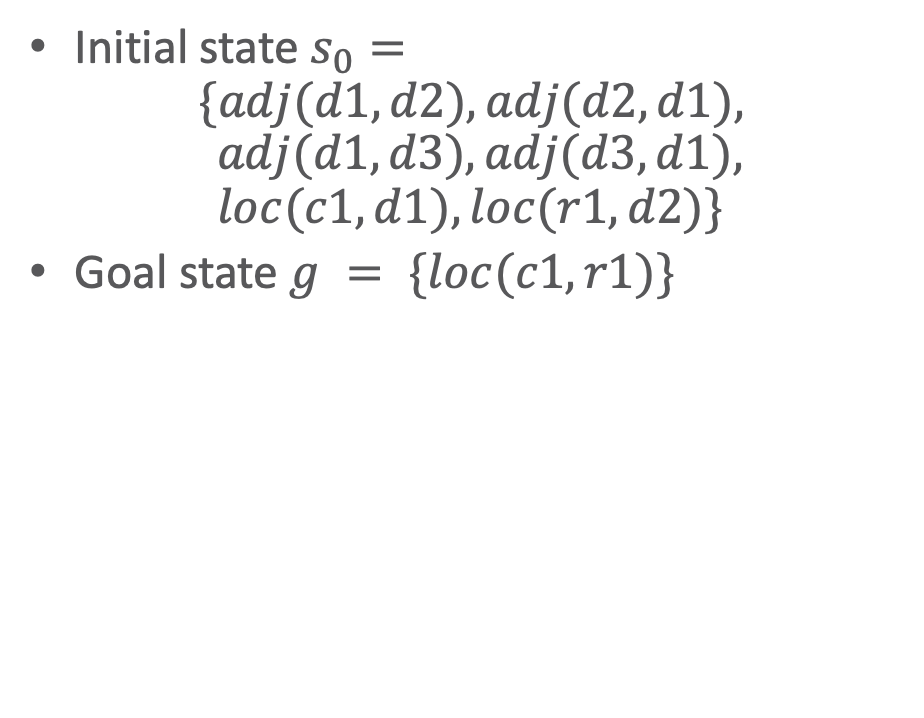 • Initial state s₀ =
{adj(d1, d2), adj(d2, d1),
adj(d1, d3), adj(d3, d1),
loc(c1, d1), loc(r1, d2)}
• Goal state g = {loc(c1, r1)}